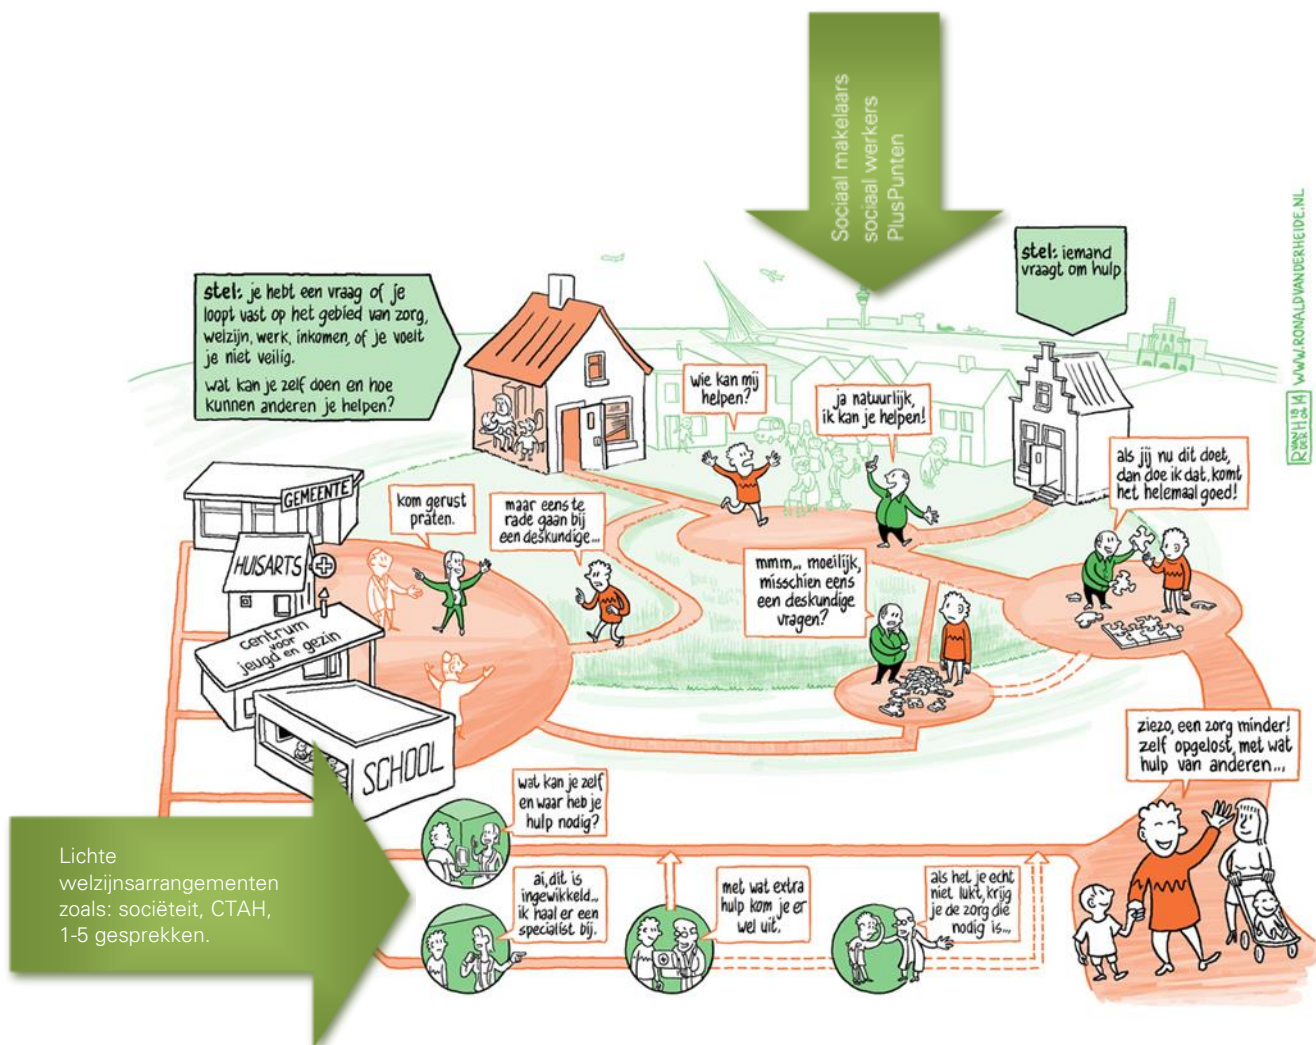 Sociaal makelaars
sociaal werkers
PlusPunten
stel: iemand
vraagt om hulp
WWW.RONALDVANDERHEIDE.NL
stel: je hebt een vraag of je
loopt vast op het gebied van zorg,
welzijn, werk, inkomen, of je voelt
je niet veilig.
wat kan je zelf doen en hoe
kunnen anderen je helpen?
wie kan mij
helpen?
ja natuurlijk,
ik kan je helpen!
als jij nu dit doet,
dan doe ik dat, komt
het helemaal goed!
GEMEENTE
kom gerust
praten.
maar eens te
rade gaan bij
een deskundige...
HUISARTS
mmm... moeilijk,
misschien eens
een deskundige
vragen?
centrum
voor
jeugd en gezin
SCHOOL
ziezo, een zorg minder!
zelf opgelost, met wat
hulp van anderen...
wat kan je zelf
en waar heb je
hulp nodig?
Lichte
welzijnsarrangementen
zoals: sociëteit, CTAH,
1-5 gesprekken.
ai, dit is
ingewikkeld...
ik haal er een
specialist bij.
met wat extra
hulp kom je er
wel uit.
als het je echt
niet lukt, krijg
je de zorg die
nodig is...